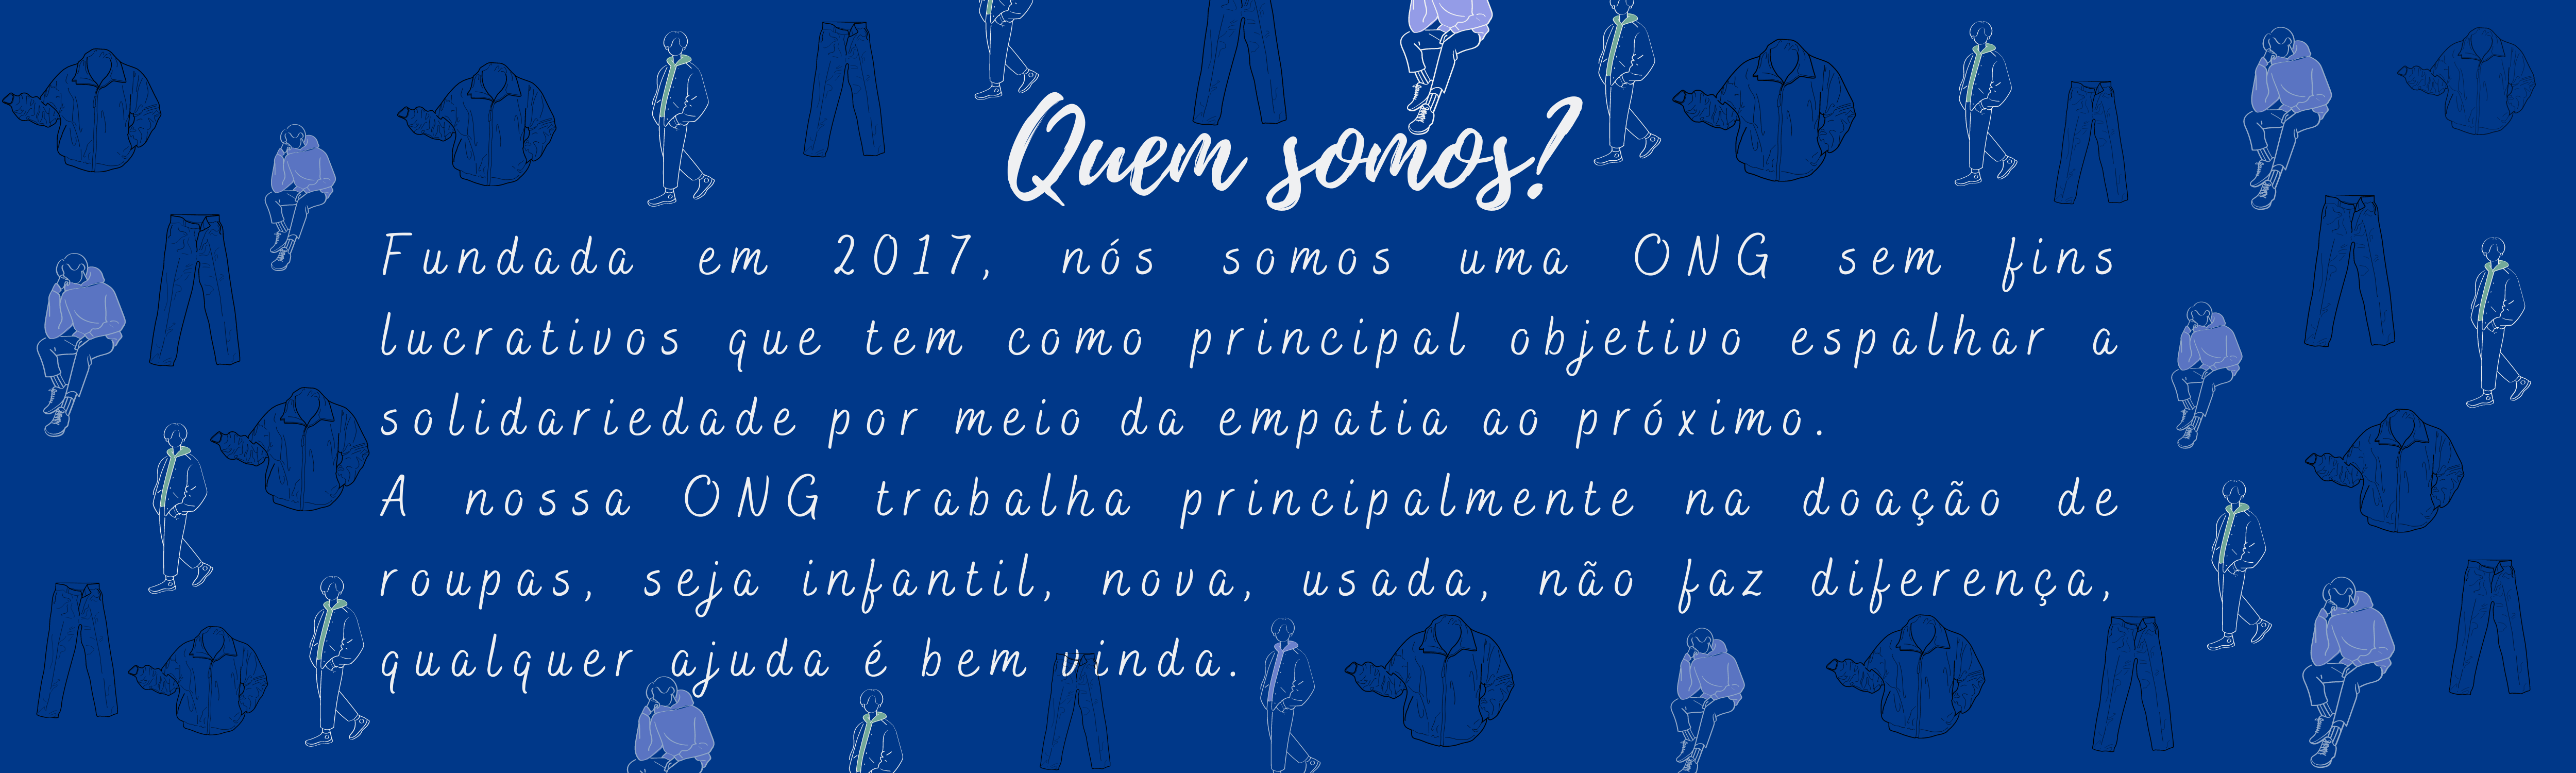 Quem somos?
Fundada em 2017, nós somos uma ONG sem fins
lucrativos que tem como principal objetivo espalhar a
solidariedade por meio da empatia ao próximo.
A nossa ONG trabalha principalmente na doação de
roupas, seja infantil, nova, usada, não faz diferença,
qualquer ajuda é bem vinda.